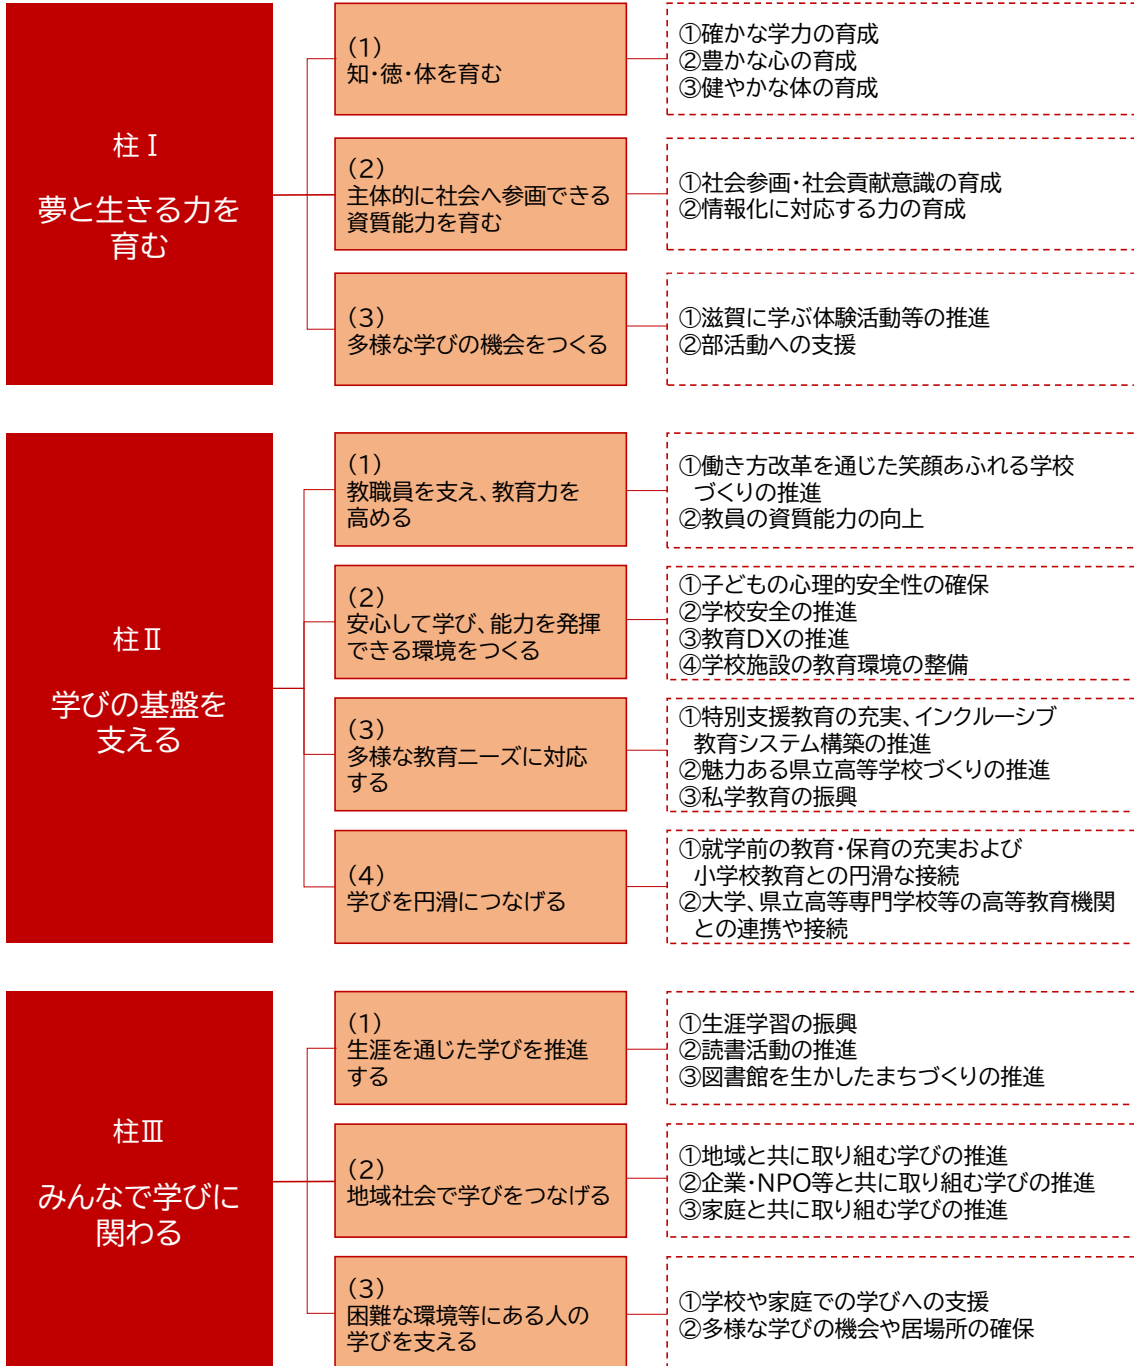 柱Ⅰ
夢と生きる力を
育む
(1)
知・徳・体を育む
①確かな学力の育成
②豊かな心の育成
③健やかな体の育成
(2)
主体的に社会へ参画できる
資質能力を育む
①社会参画・社会貢献意識の育成
②情報化に対応する力の育成
(3)
多様な学びの機会をつくる
①滋賀に学ぶ体験活動等の推進
②部活動への支援
柱Ⅱ
学びの基盤を
支える
(1)
教職員を支え、教育力を
高める
①働き方改革を通じた笑顔あふれる学校
づくりの推進
②教員の資質能力の向上
(2)
安心して学び、能力を発揮
できる環境をつくる
①子どもの心理的安全性の確保
②学校安全の推進
③教育DXの推進
④学校施設の教育環境の整備
(3)
多様な教育ニーズに対応
する
①特別支援教育の充実、インクルーシブ
教育システム構築の推進
②魅力ある県立高等学校づくりの推進
③私学教育の振興
(4)
学びを円滑につなげる
①就学前の教育・保育の充実および
小学校教育との円滑な接続
②大学、県立高等専門学校等の高等教育機関
との連携や接続
柱Ⅲ
みんなで学びに
関わる
(1)
生涯を通じた学びを推進
する
①生涯学習の振興
②読書活動の推進
③図書館を生かしたまちづくりの推進
(2)
地域社会で学びをつなげる
①地域と共に取り組む学びの推進
②企業・NPO等と共に取り組む学びの推進
③家庭と共に取り組む学びの推進
(3)
困難な環境等にある人の
学びを支える
①学校や家庭での学びへの支援
②多様な学びの機会や居場所の確保